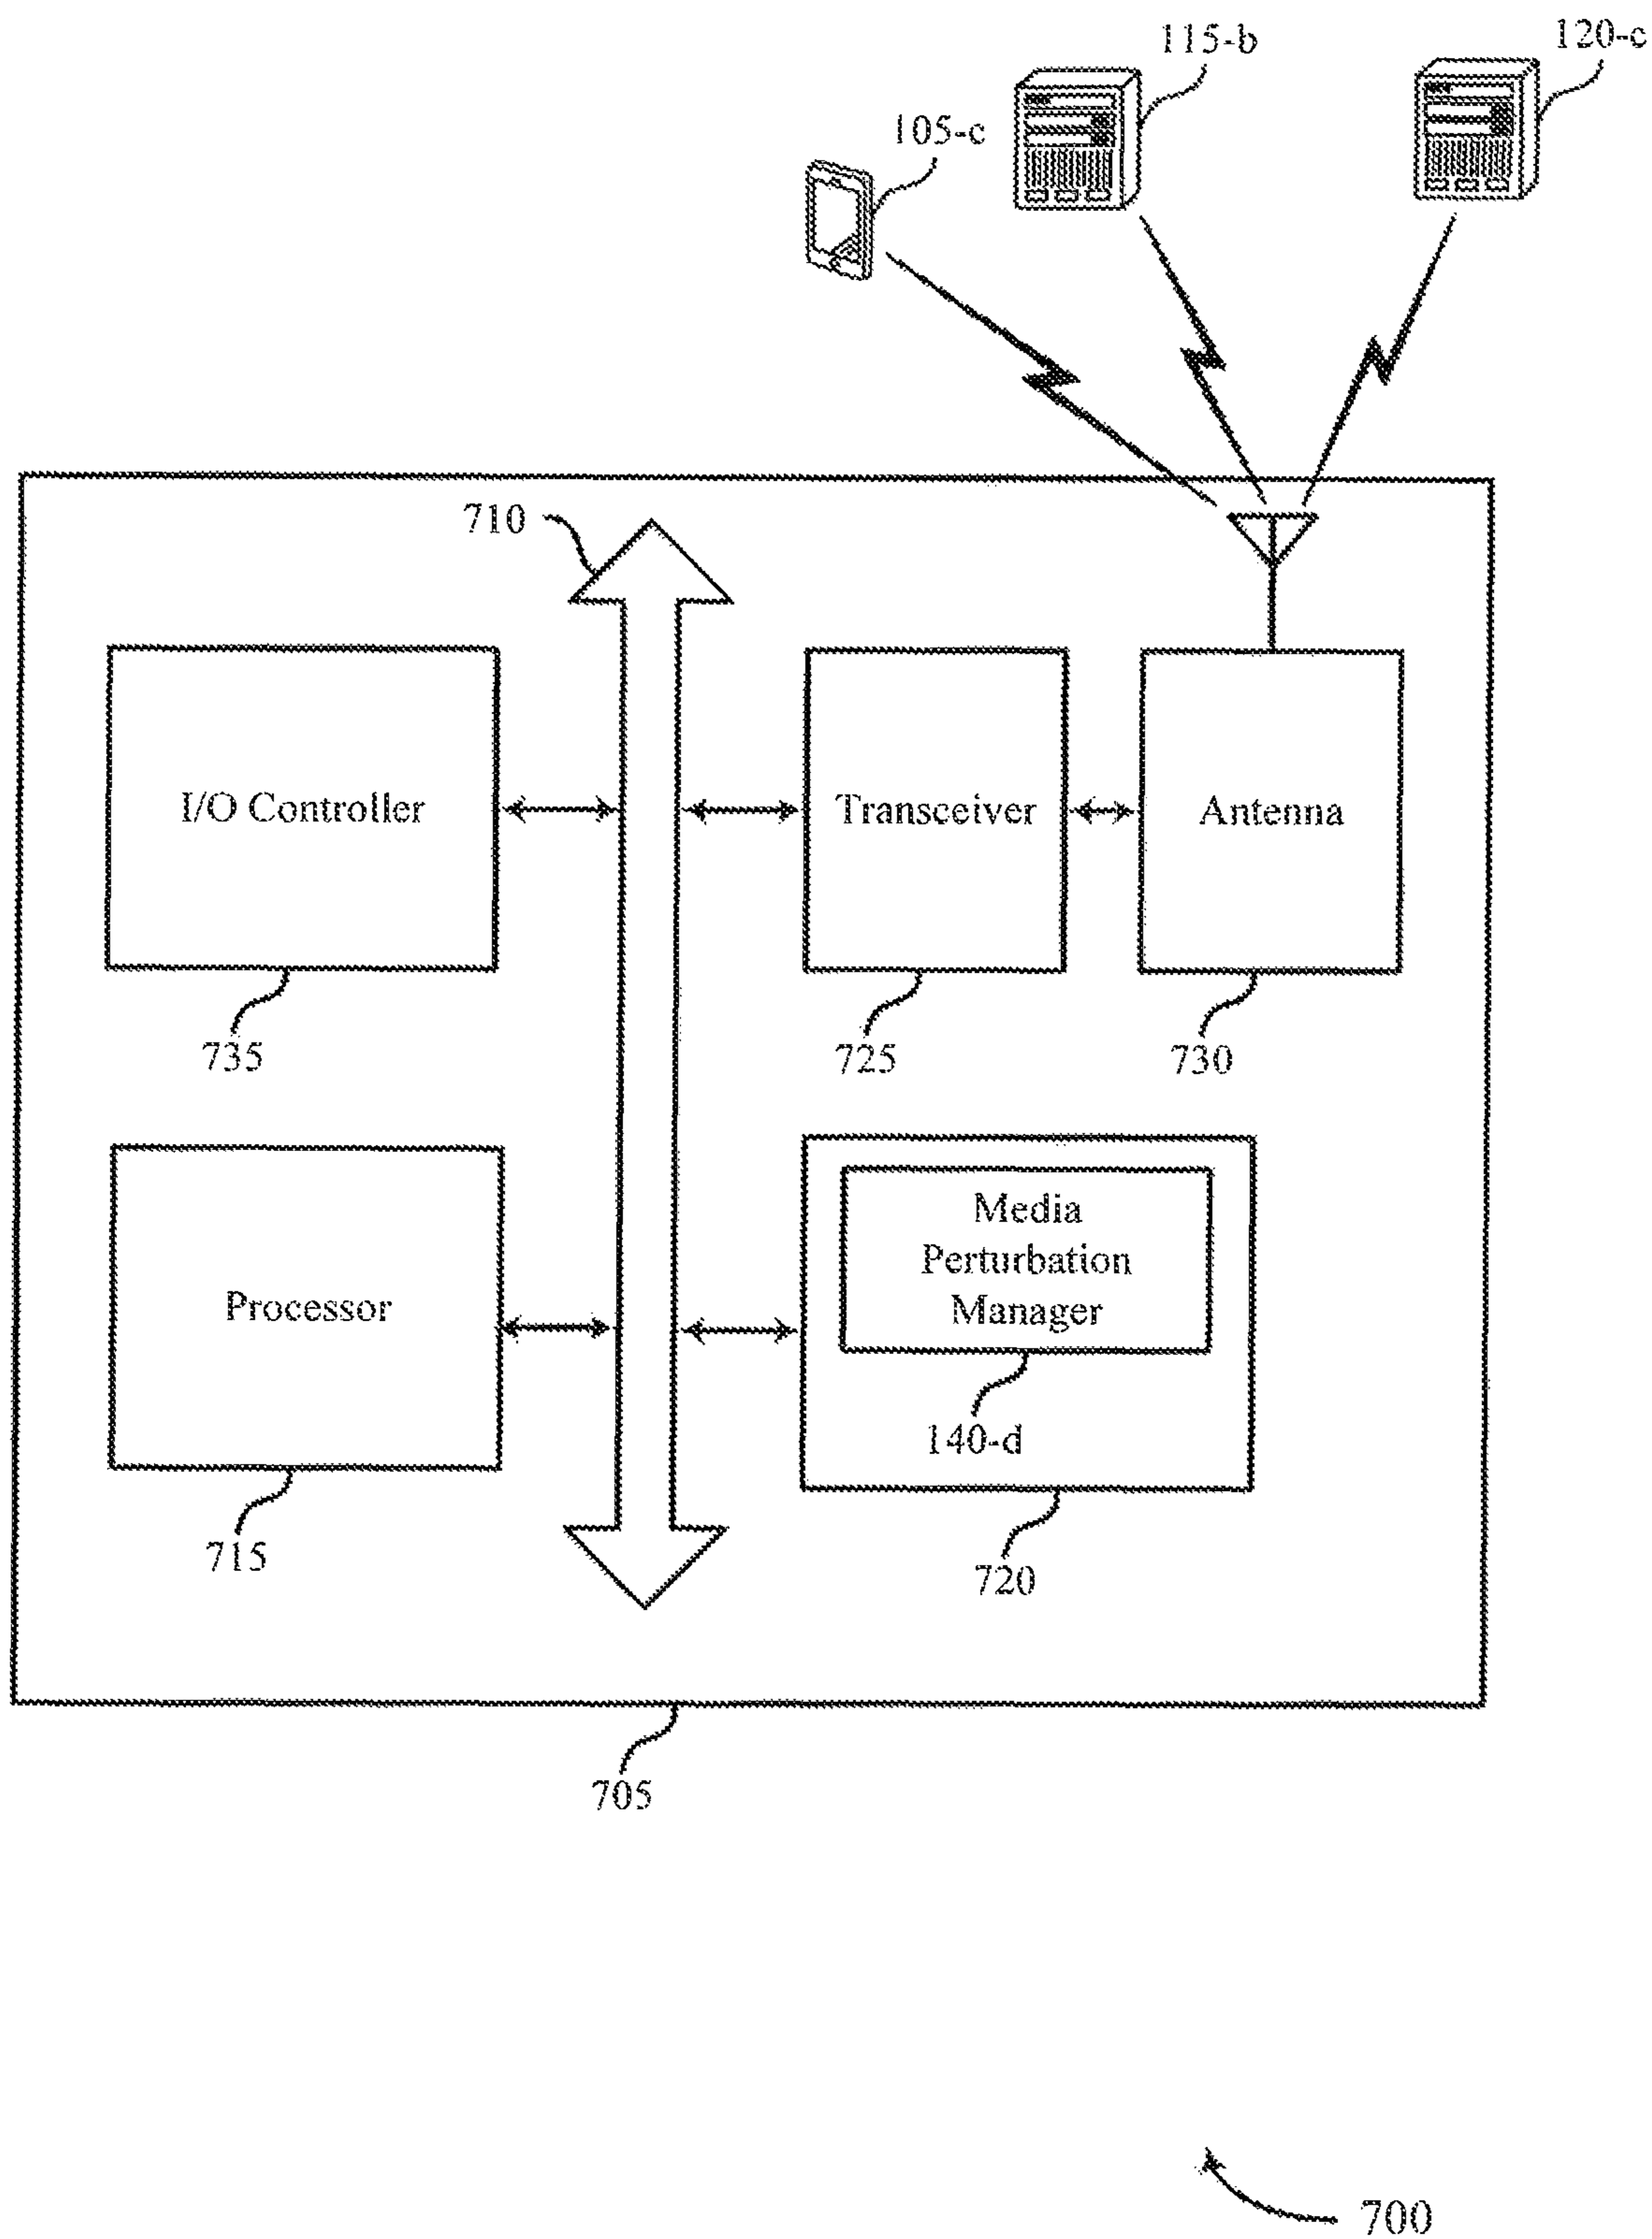 120-c
115-b
105-c
710
I/O Controller
Transceiver
Antenna
735
725
730
Media
Perturbation
Manager
Processor
140-d
715
720
705
700